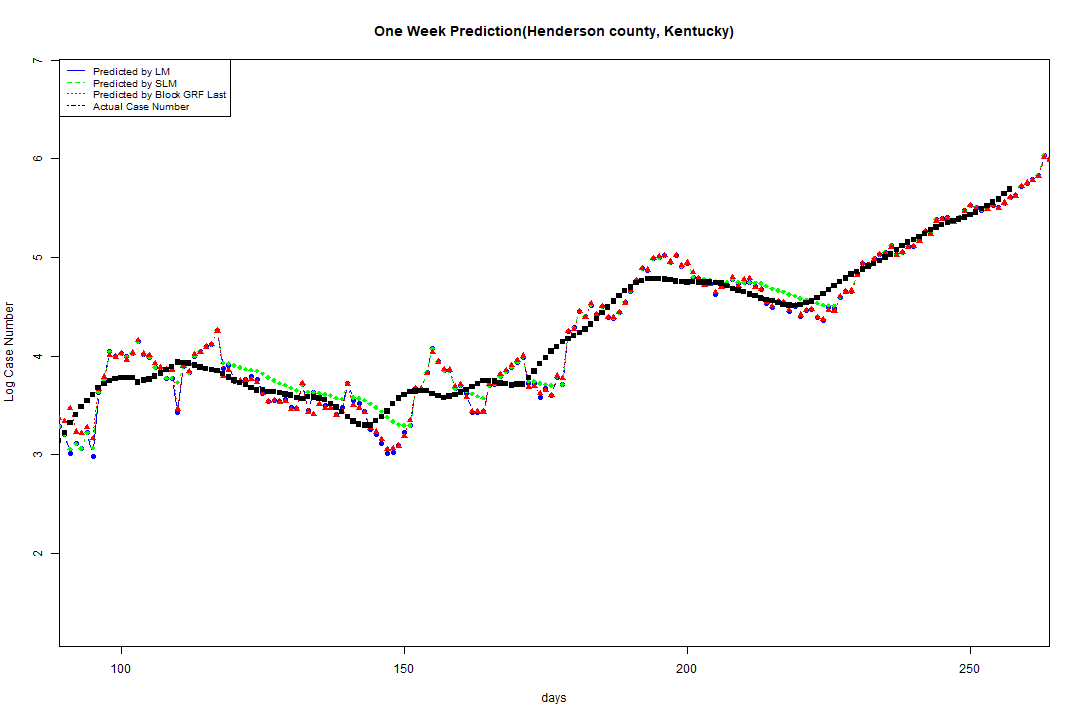 One Week Prediction(Henderson county, Kentucky)
Predicted by LM
Predicted by SLM
Predicted by Block GRF Last
Actual Case Number
7
6
5
4
3
2
Log Case Number
100
150
200
250
days